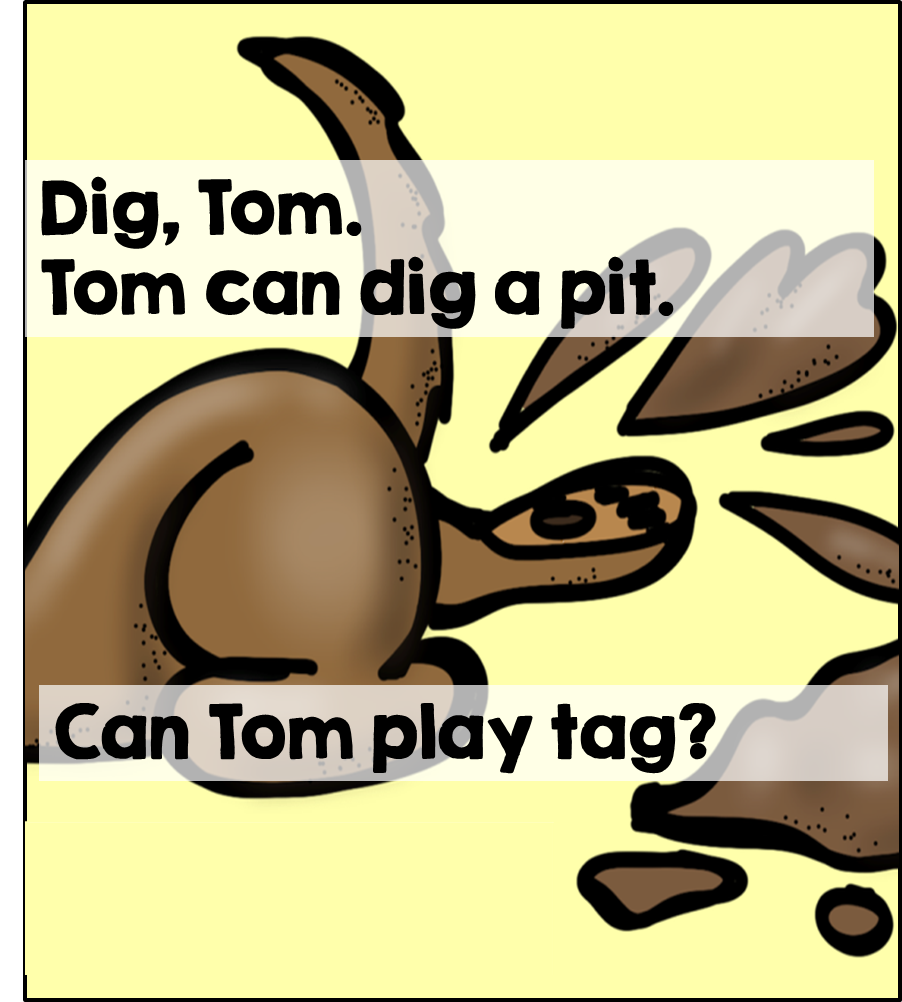 Dig, Tom.
Tom can dig a pit.
Can Tom play tag?